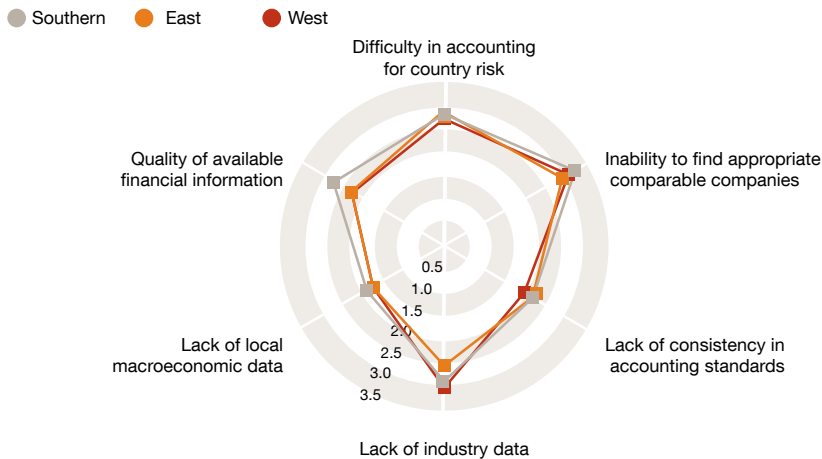 Southern
East
West
Difficulty in accounting
for country risk
Quality of available
financial information
Inability to find appropriate
comparable companies
0.5
1.0
1.5
2.0
2.5
3.0
3.5
Lack of local
macroeconomic data
Lack of consistency in
accounting standards
Lack of industry data